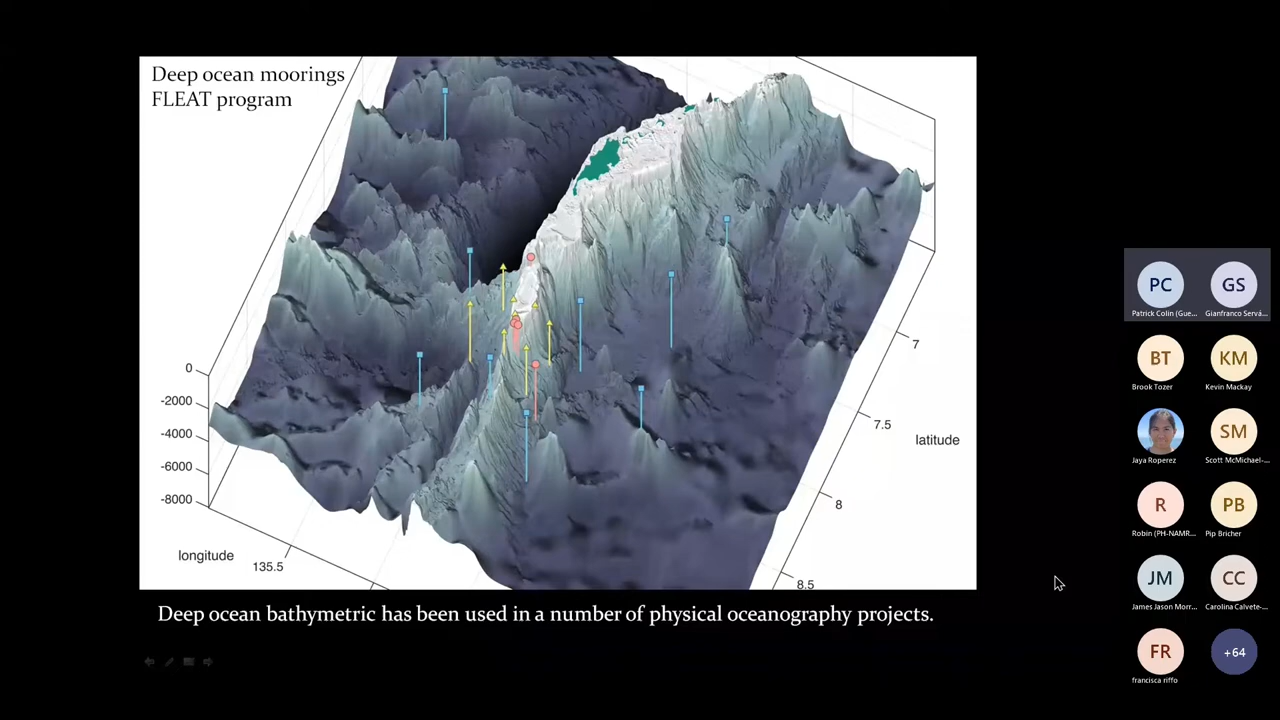 Deep ocean moorings
FLEAT program
0
-2000
-4000
-6000
-8000
longitude
135.5
7
7.5
latitude
8
8.5
Deep ocean bathymetric has been used in a number of physical oceanography projects.
PC
GS
Patrick Colin (Gue...
Gianfranco Servá...
BT
KM
Brook Tozer
Kevin Mackay
SM
Jaya Roperez
Scott McMichael-...
R
PB
Robin (PH-NAMR...
Pip Bricher
JM
CC
James Jason Morr...
Carolina Calvete-...
FR
+64
francisca riffo